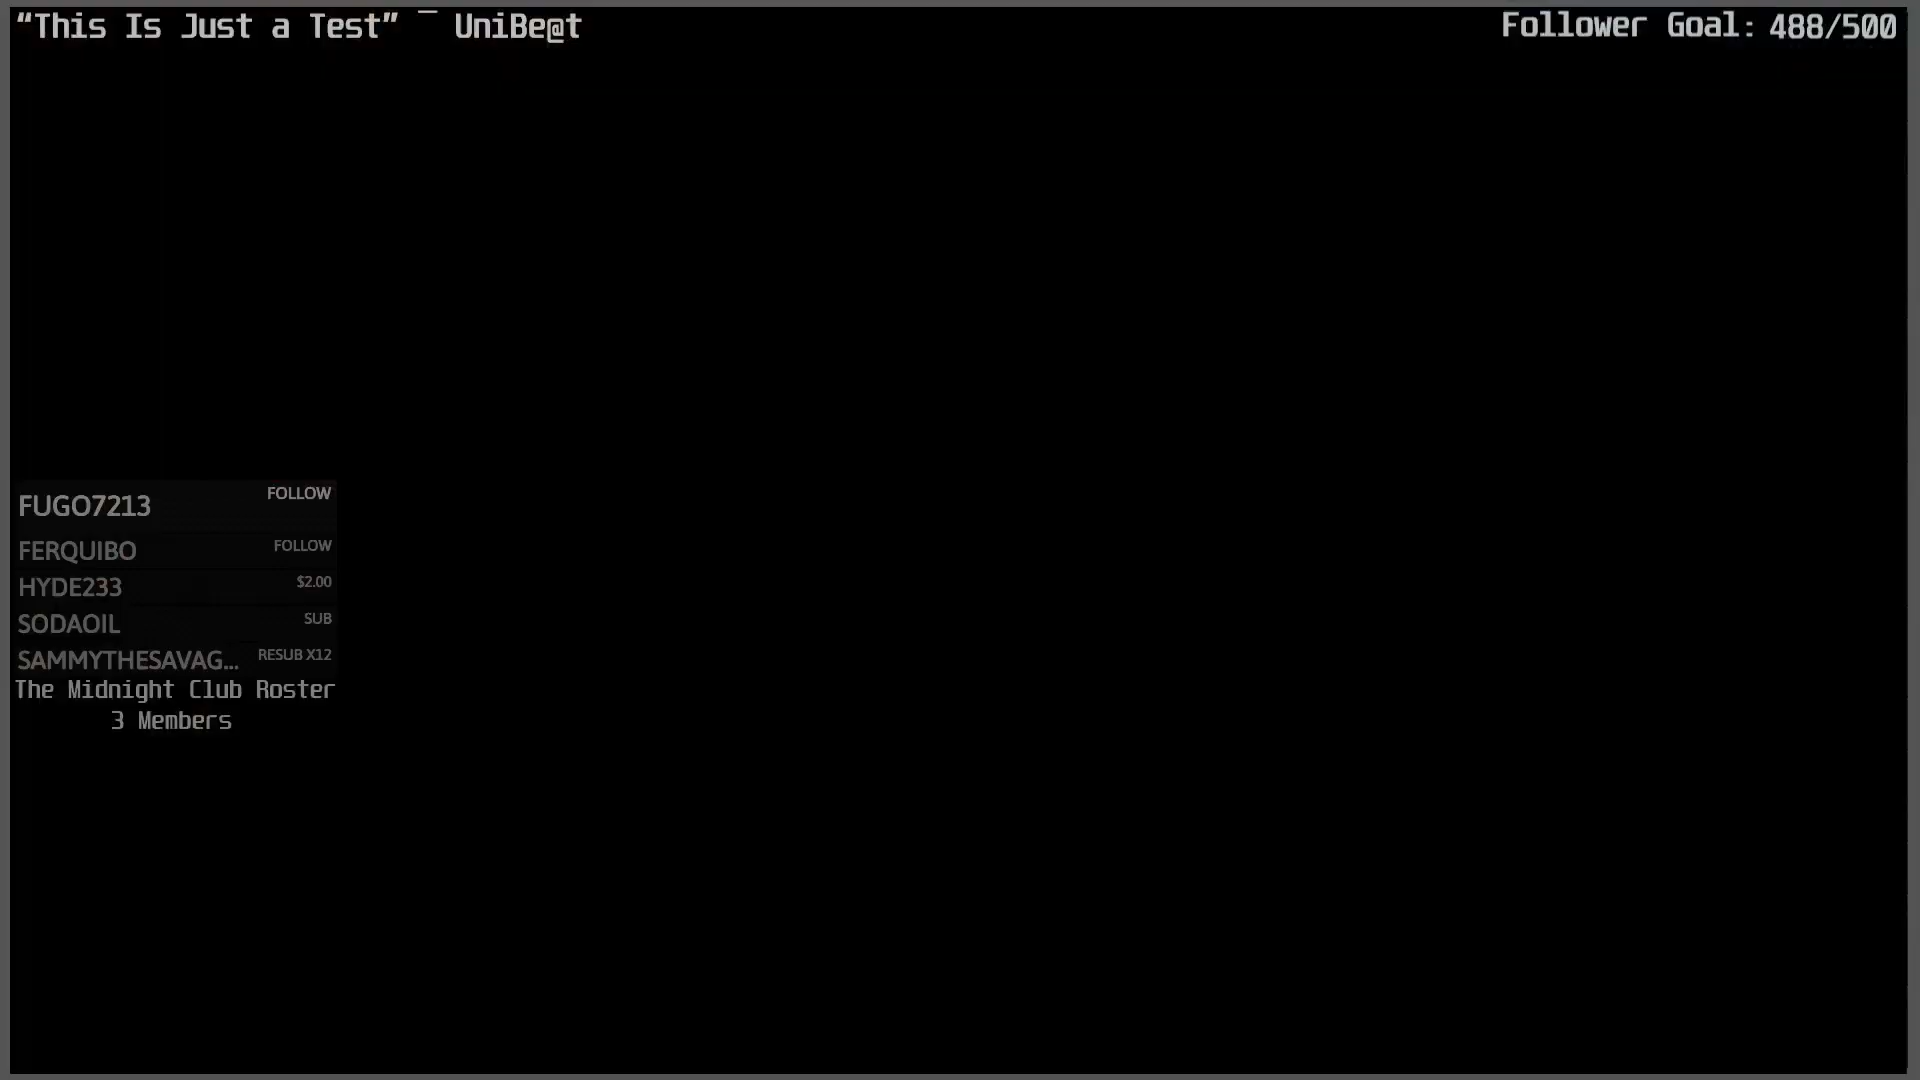 “This Is Just a Test” ¯ UniBe@t
Follower Goal: 488/500
FUGO7213 FOLLOW
FERQUIBO FOLLOW
HYDE233 $2.00
SODAOIL SUB
SAMMYTHESAVAG... RESUB X12
The Midnight Club Roster
3 Members